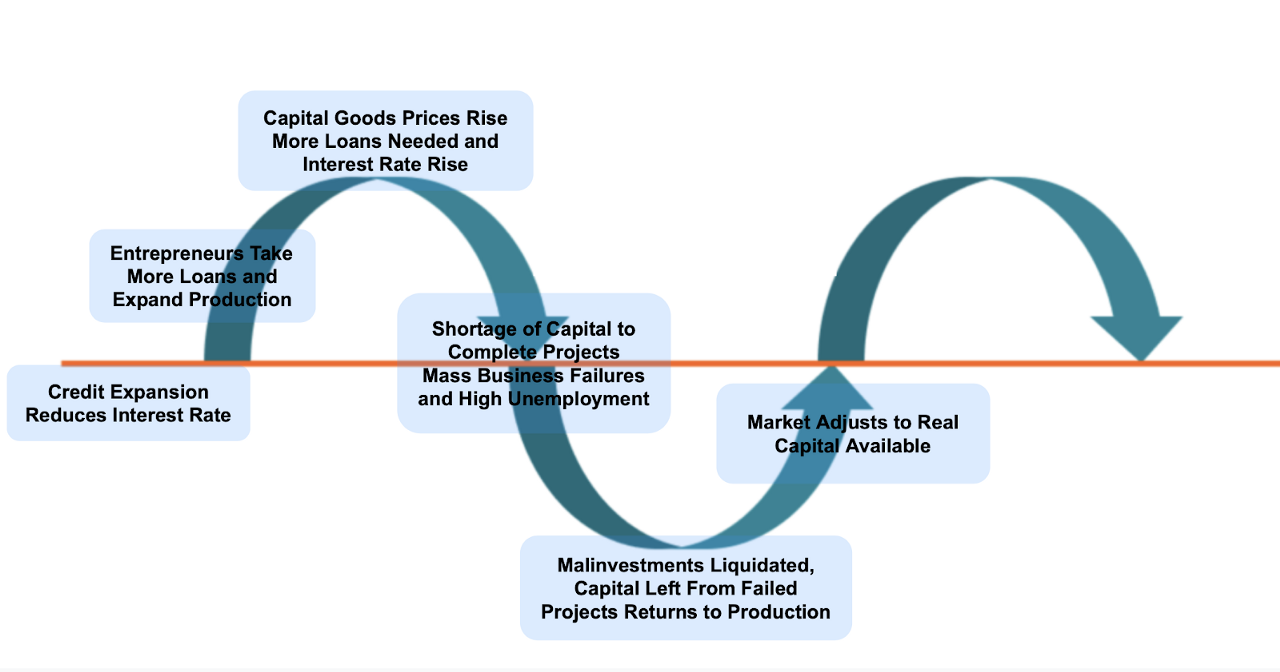 Capital Goods Prices Rise
More Loans Needed and
Interest Rate Rise
Entrepreneurs Take
More Loans and
Expand Production
Shortage of Capital to
Complete Projects
Mass Business Failures
and High Unemployment
Credit Expansion
Reduces Interest Rate
Market Adjusts to Real
Capital Available
Malinvestments Liquidated,
Capital Left From Failed
Projects Returns to Production